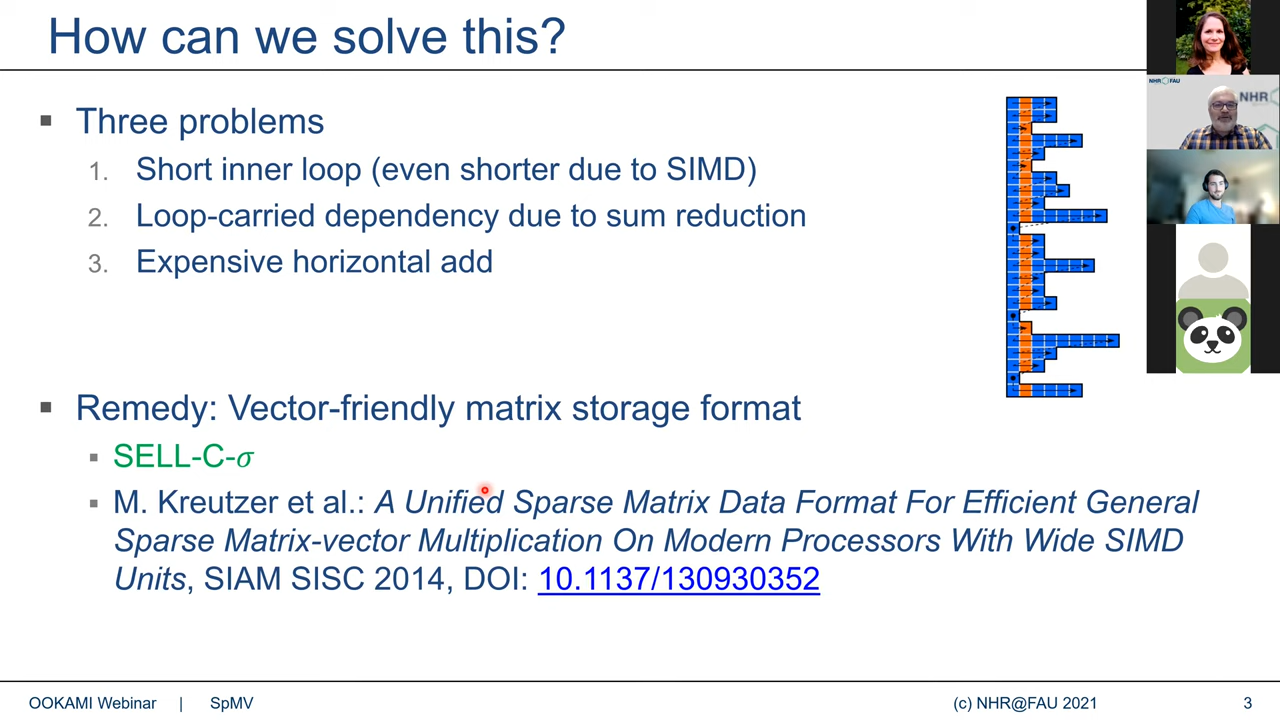 How can we solve this?
Three problems
1. Short inner loop (even shorter due to SIMD)
2. Loop-carried dependency due to sum reduction
3. Expensive horizontal add
Remedy: Vector-friendly matrix storage format
SELL-C-σ
M. Kreutzer et al.: A Unified Sparse Matrix Data Format For Efficient General
Sparse Matrix-vector Multiplication On Modern Processors With Wide SIMD
Units, SIAM SISC 2014, DOI: 10.1137/130930352
NHR FAU
NHR
OOKAMI Webinar | SpMV
(c) NHR@FAU 2021
3